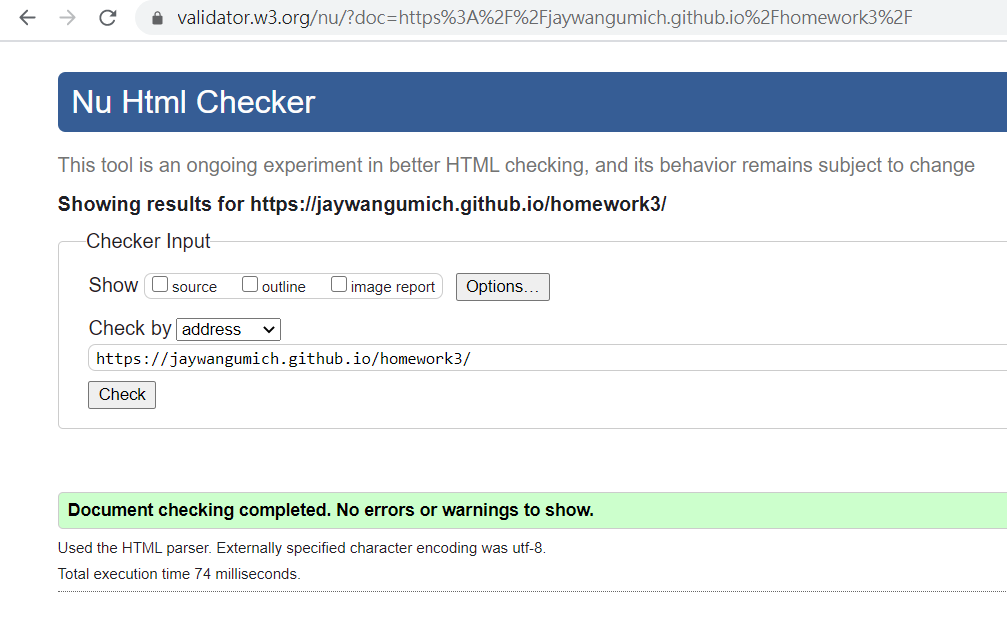 validator.w3.org/nu/?doc=https%3A%2F%2Fjaywangumich.github.io%2Fhomework3%2F
Nu Html Checker
This tool is an ongoing experiment in better HTML checking, and its behavior remains subject to change
Showing results for https://jaywangumich.github.io/homework3/
Checker Input
Show source outline image report Options...
Check by address
https://jaywangumich.github.io/homework3/
Check
Document checking completed. No errors or warnings to show.
Used the HTML parser. Externally specified character encoding was utf-8.
Total execution time 74 milliseconds.